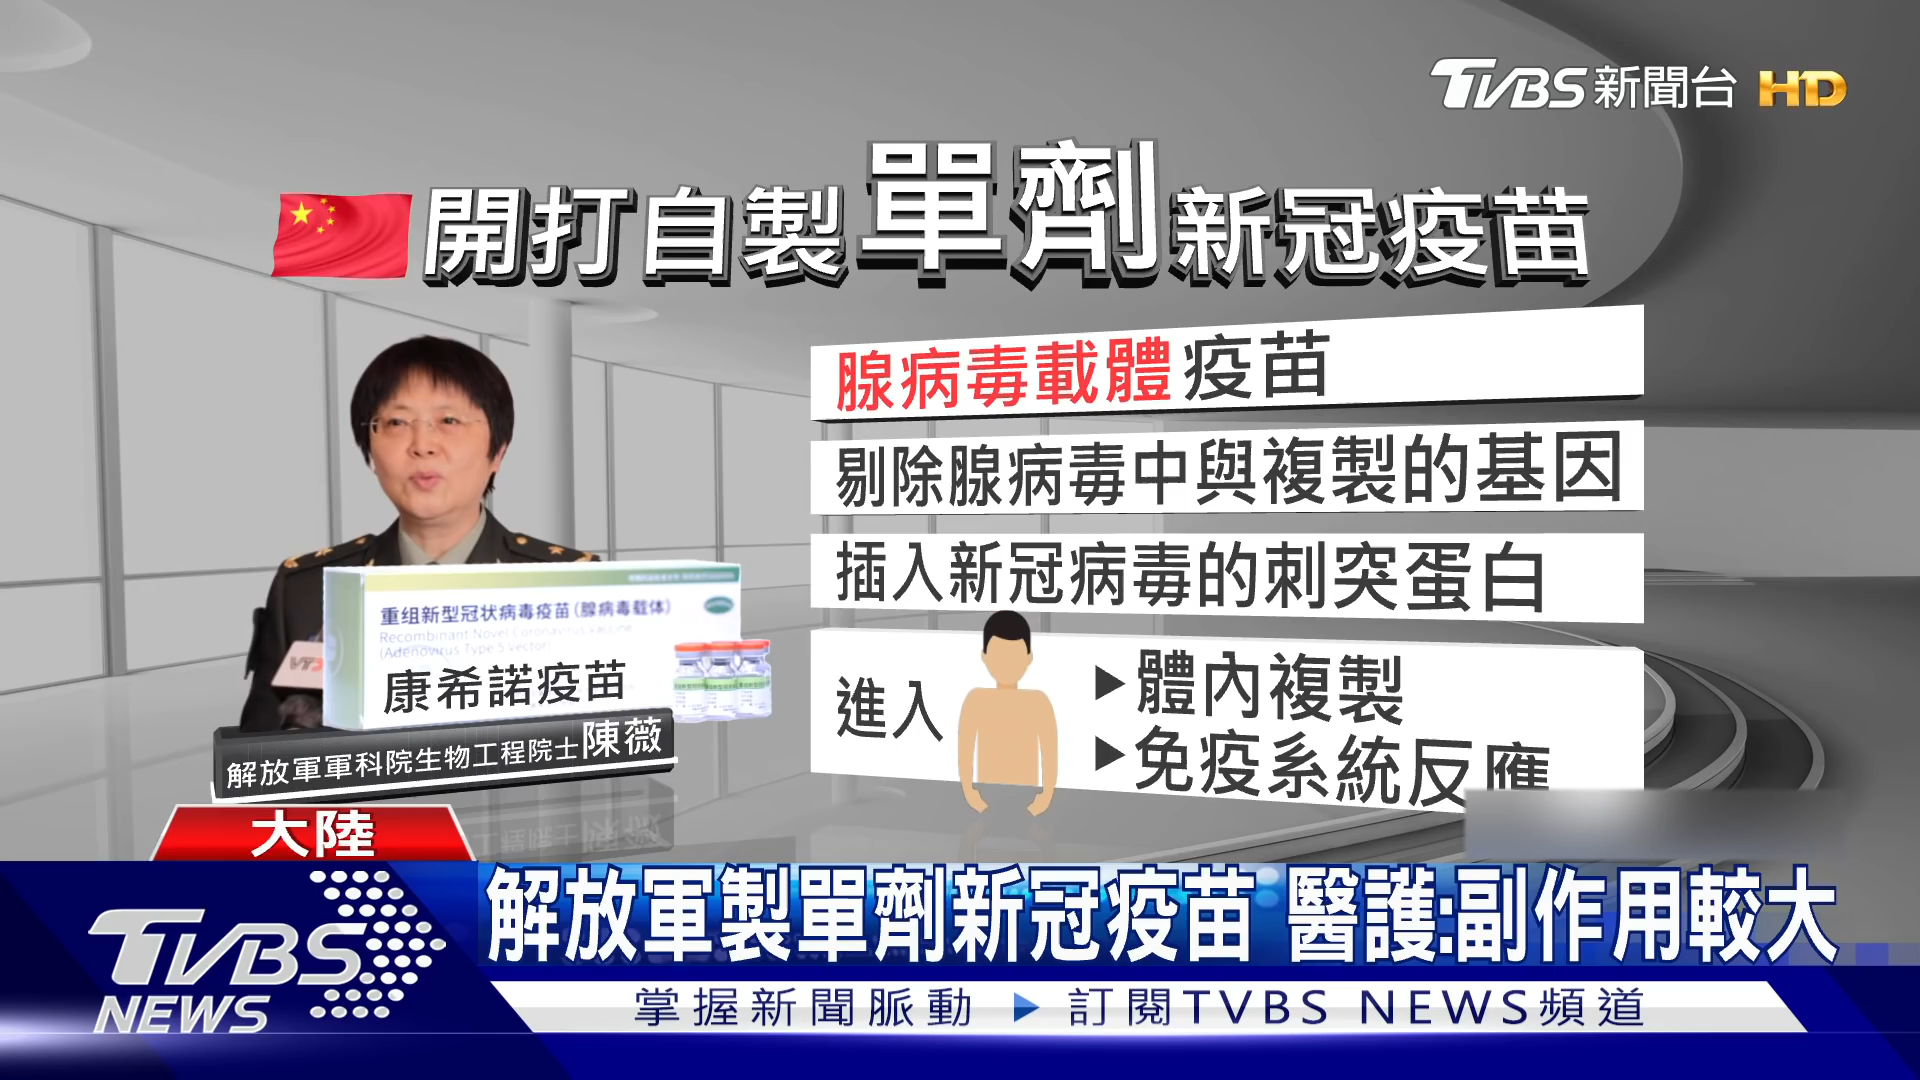 TVBS新聞台 HD
開打自製單劑新冠疫苗
腺病毒載體疫苗
剔除腺病毒中與複製的基因
插入新冠病毒的刺突蛋白
進入
▶體內複製
▶免疫系統反應
重组新型冠状病毒疫苗(腺病毒载体)
Recombinant Novel Coronavirus Vaccine
(Adenovirus Type 5 Vector)
康希諾疫苗
解放軍軍科院生物工程院士陳薇
大陸
解放軍製單劑新冠疫苗 醫護:副作用較大
TVBS
NEWS
掌握新聞脈動 ▶ 訂閱TVBS NEWS頻道